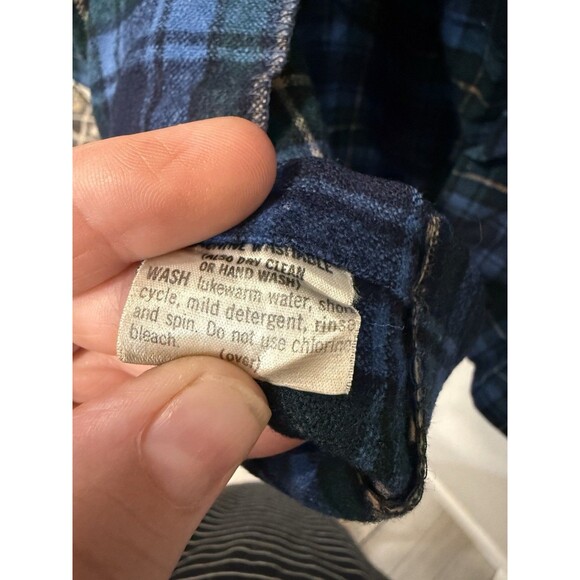 WASHABLE
(ALSO DRY CLEAN
OR HAND WASH)
WASH lukewarm water, short
cycle, mild detergent, rinse
and spin. Do not use chlorine
bleach.
(over)